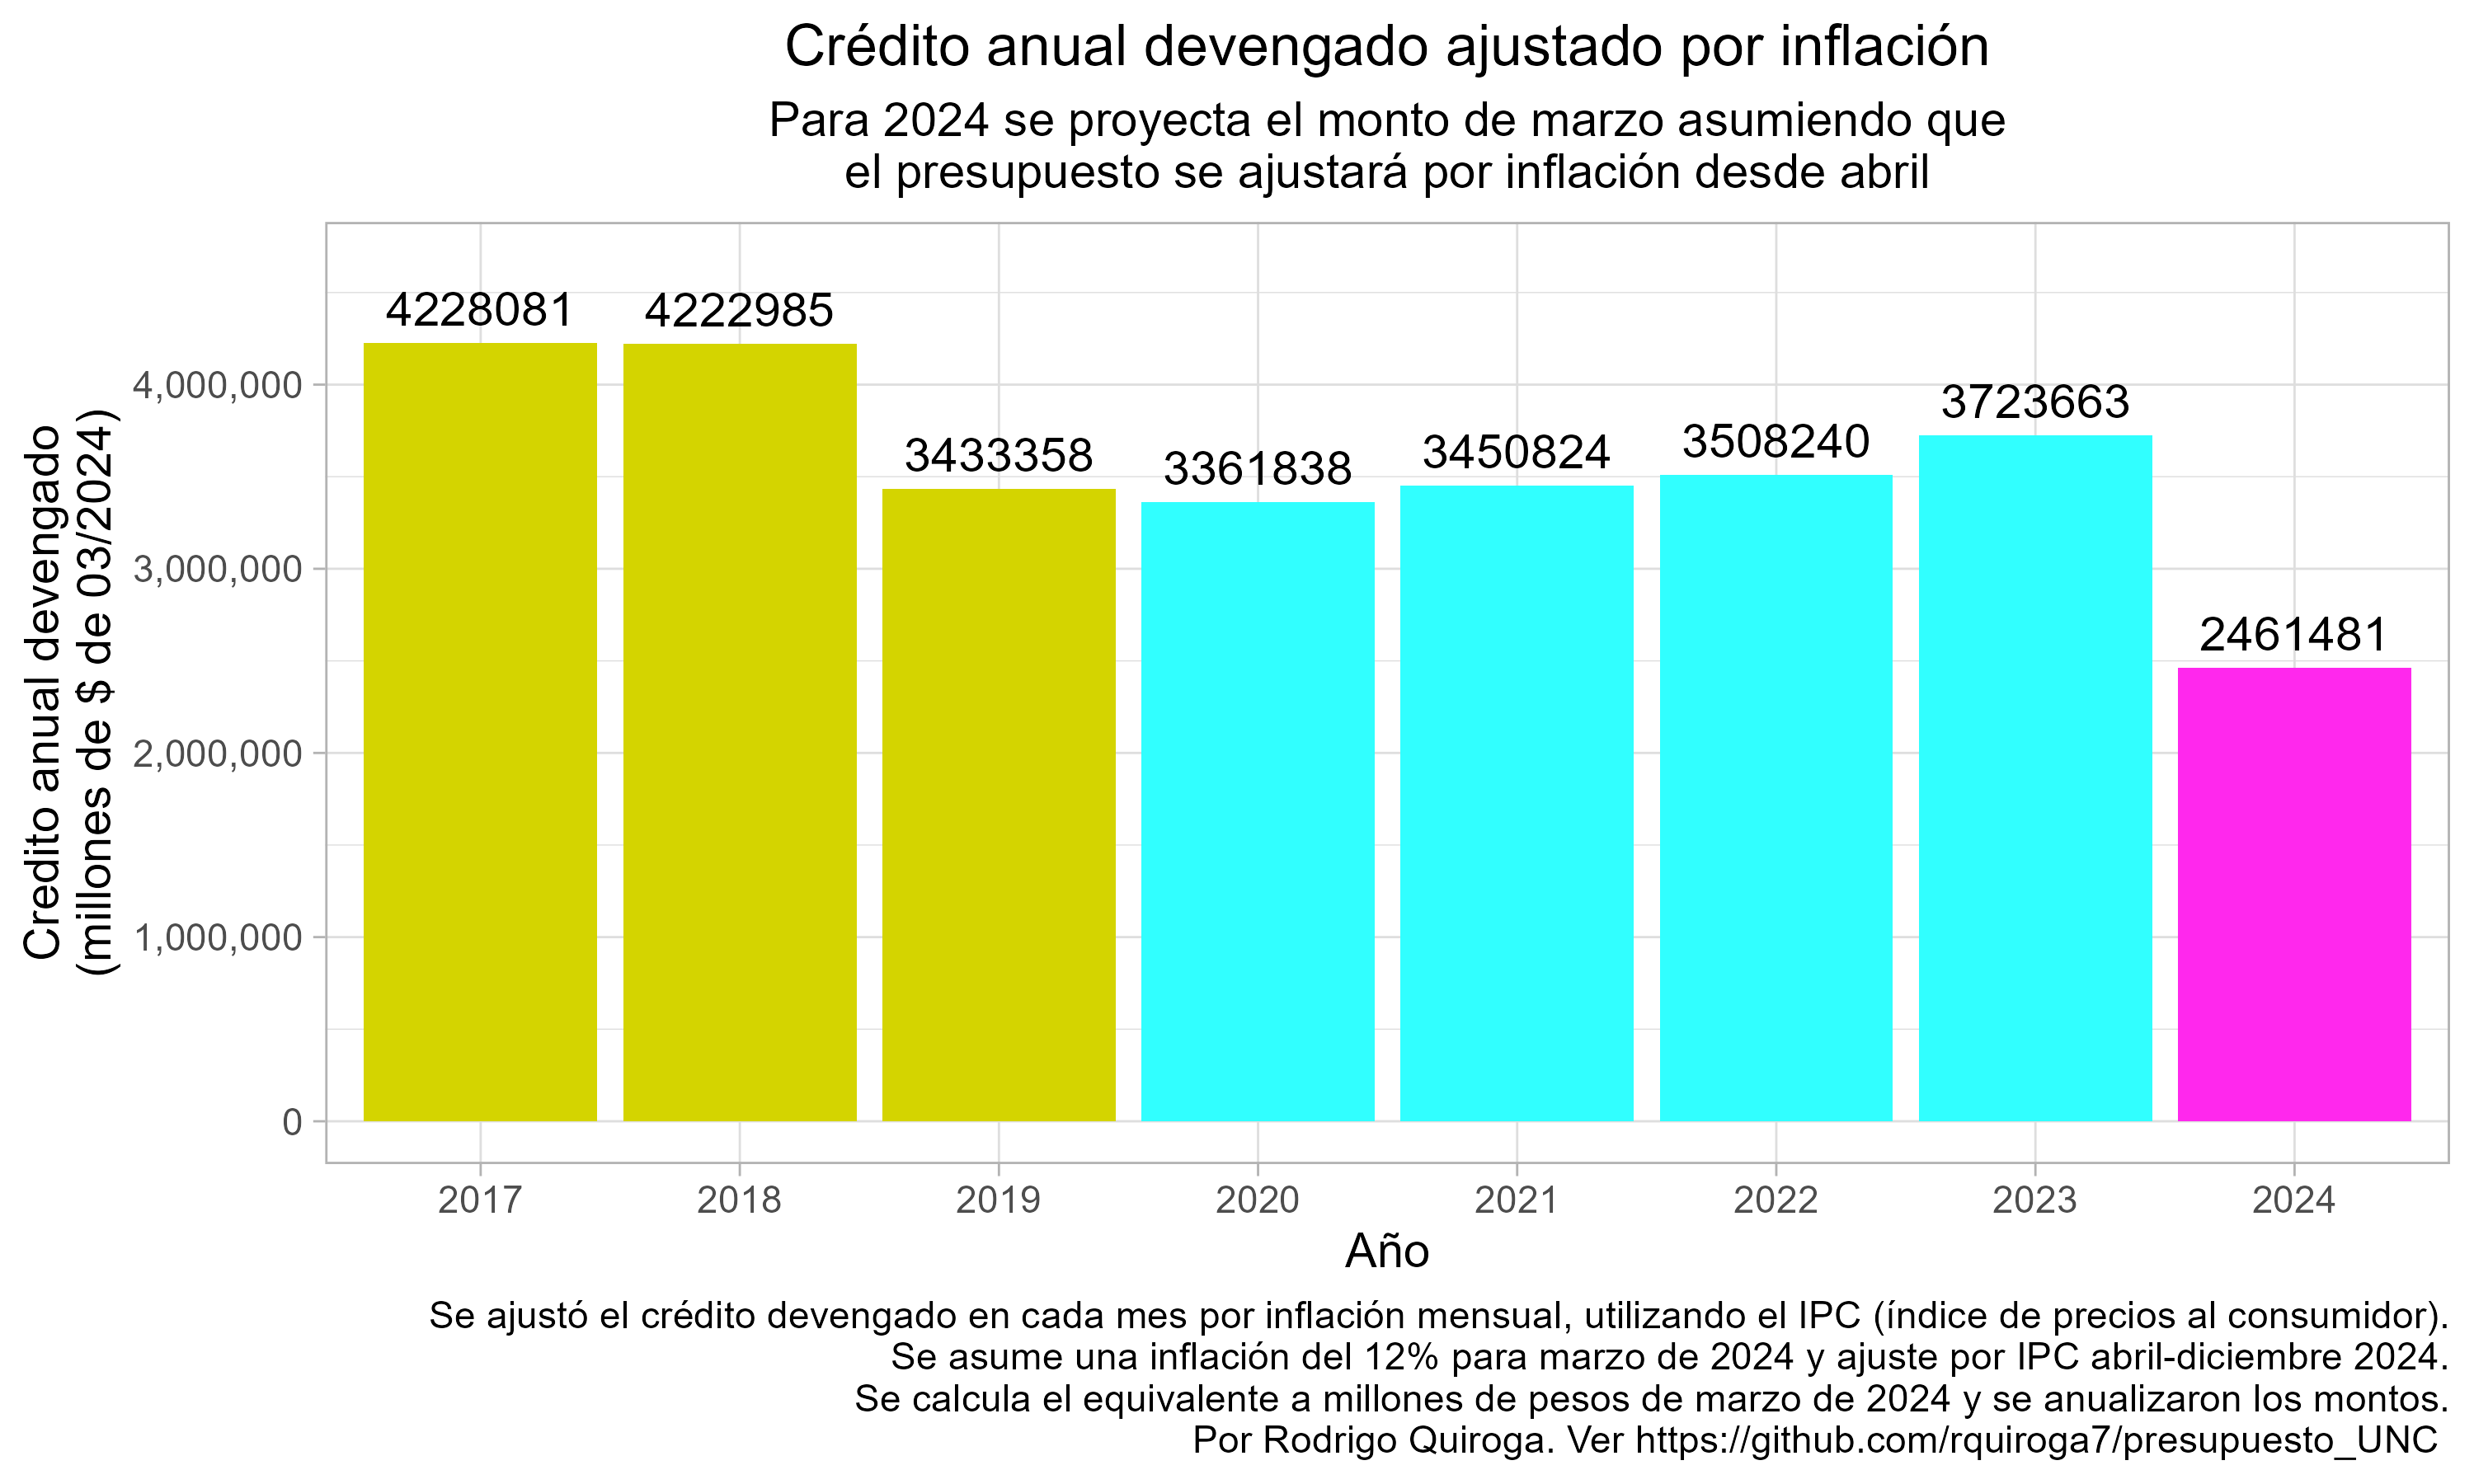 Crédito anual devengado ajustado por inflación
Para 2024 se proyecta el monto de marzo asumiendo que
el presupuesto se ajustará por inflación desde abril
Credito anual devengado
(millones de $ de 03/2024)
4,000,000
3,000,000
2,000,000
1,000,000
0
4228081
4222985
3433358
3361838
3450824
3508240
3723663
2461481
2017
2018
2019
2020
2021
2022
2023
2024
Año
Se ajustó el crédito devengado en cada mes por inflación mensual, utilizando el IPC (índice de precios al consumidor).
Se asume una inflación del 12% para marzo de 2024 y ajuste por IPC abril-diciembre 2024.
Se calcula el equivalente a millones de pesos de marzo de 2024 y se anualizaron los montos.
Por Rodrigo Quiroga. Ver https://github.com/rquiroga7/presupuesto_UNC